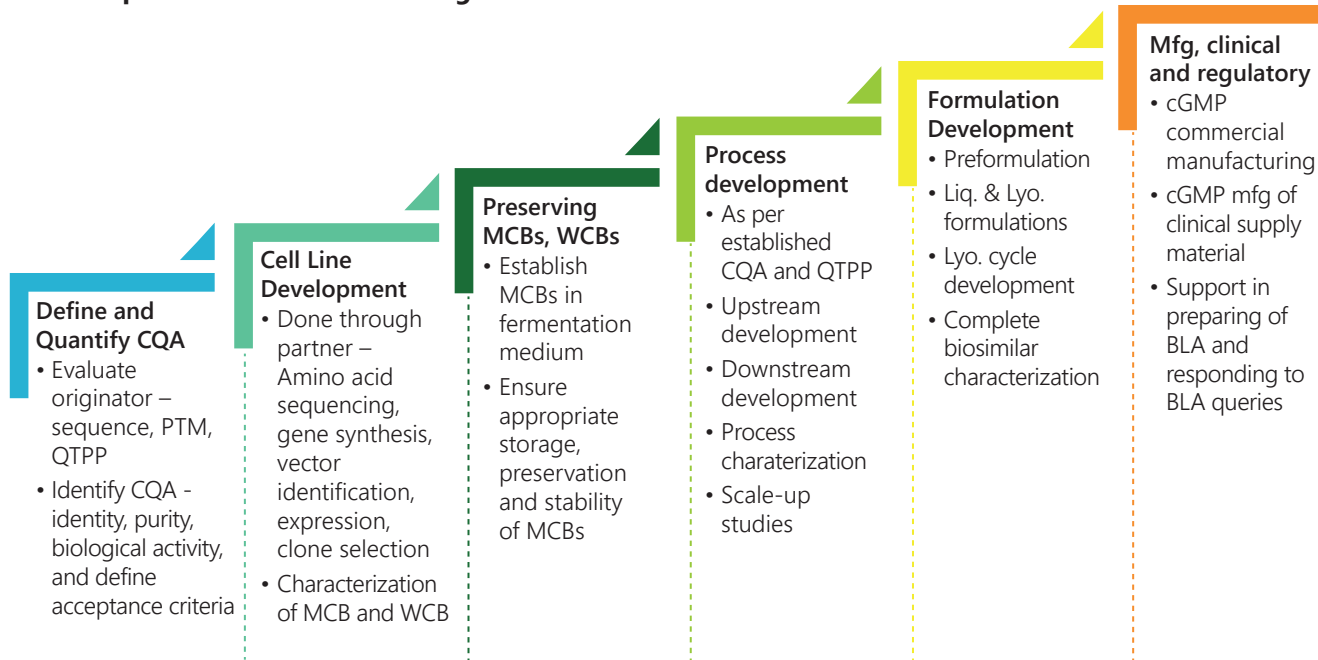 Define and
Quantify CQA
• Evaluate
originator –
sequence, PTM,
QTPP
• Identify CQA -
identity, purity,
biological activity,
and define
acceptance criteria
Cell Line
Development
• Done through
partner –
Amino acid
sequencing,
gene synthesis,
vector
identification,
expression,
clone selection
• Characterization
of MCB and WCB
Preserving
MCBs, WCBs
• Establish
MCBs in
fermentation
medium
• Ensure
appropriate
storage,
preservation
and stability
of MCBs
Process
development
• As per
established
CQA and QTPP
• Upstream
development
• Downstream
development
• Process
charaterization
• Scale-up
studies
Formulation
Development
• Preformulation
• Liq. & Lyo.
formulations
• Lyo. cycle
development
• Complete
biosimilar
characterization
Mfg, clinical
and regulatory
• cGMP
commercial
manufacturing
• cGMP mfg of
clinical supply
material
• Support in
preparing of
BLA and
responding to
BLA queries